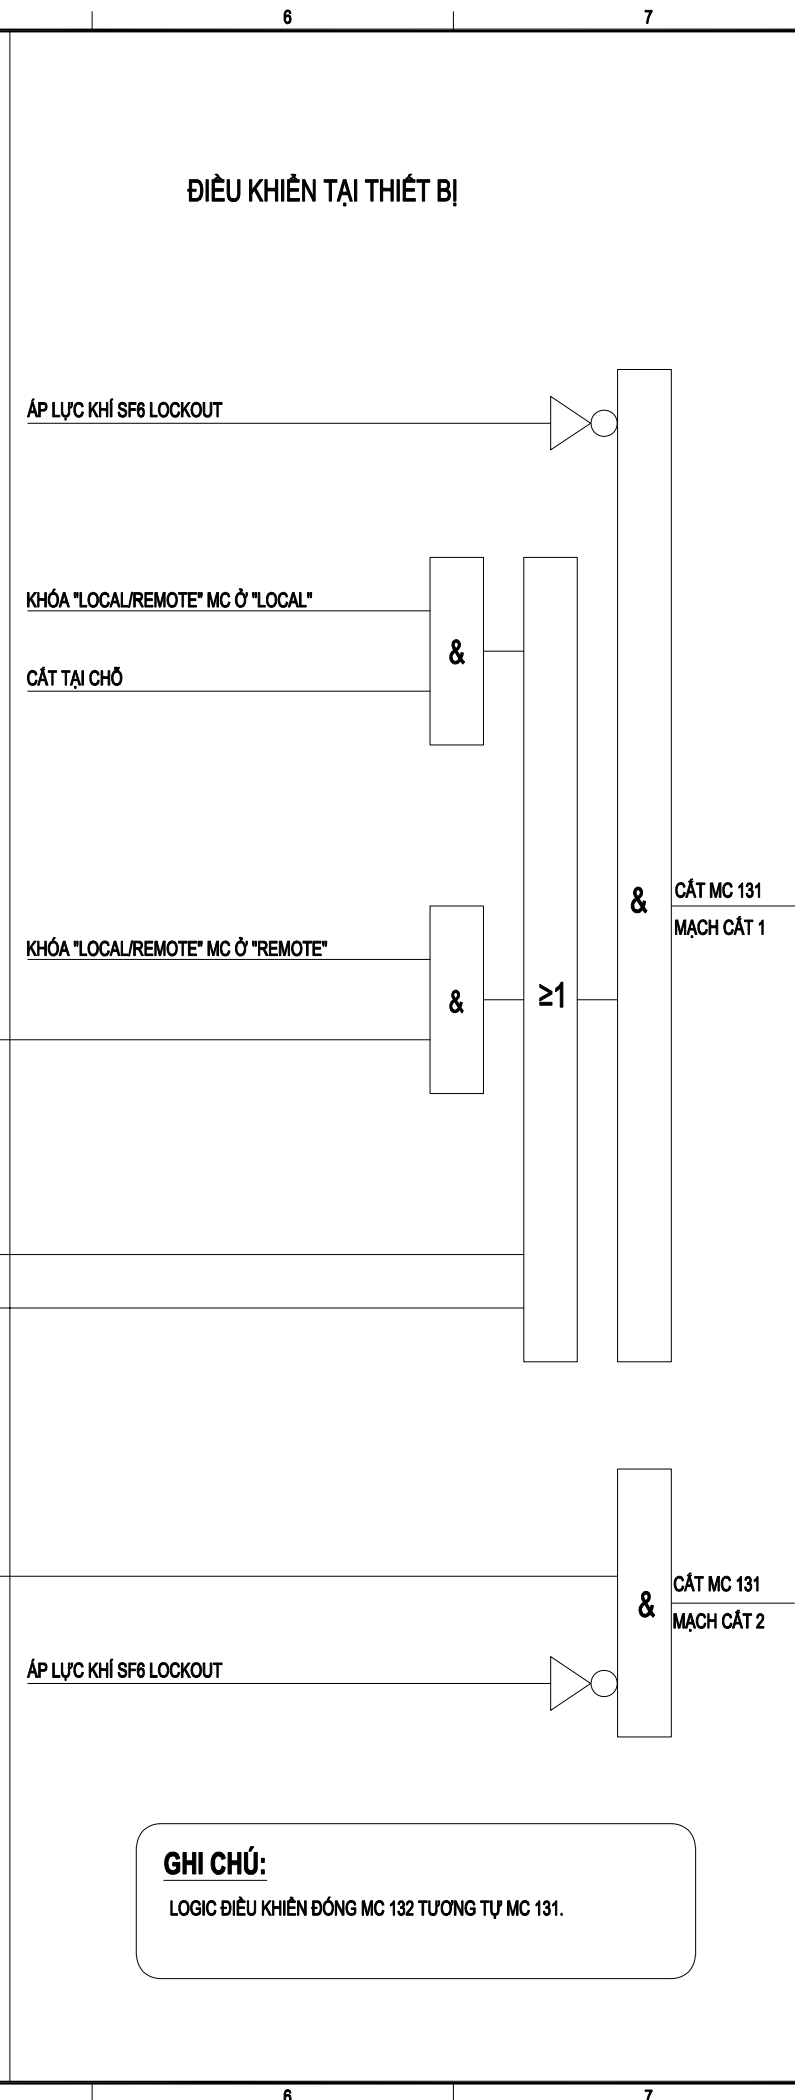 6
7
ĐIỀU KHIỂN TẠI THIẾT BỊ
ÁP LỰC KHÍ SF6 LOCKOUT
KHÓA "LOCAL/REMOTE" MC Ở "LOCAL"
&
CẮT TẠI CHỖ
&
CẮT MC 131
MẠCH CẮT 1
KHÓA "LOCAL/REMOTE" MC Ở "REMOTE"
&
≥1
&
CẮT MC 131
MẠCH CẮT 2
ÁP LỰC KHÍ SF6 LOCKOUT
GHI CHÚ:
LOGIC ĐIỀU KHIỂN ĐÓNG MC 132 TƯƠNG TỰ MC 131.
6
7